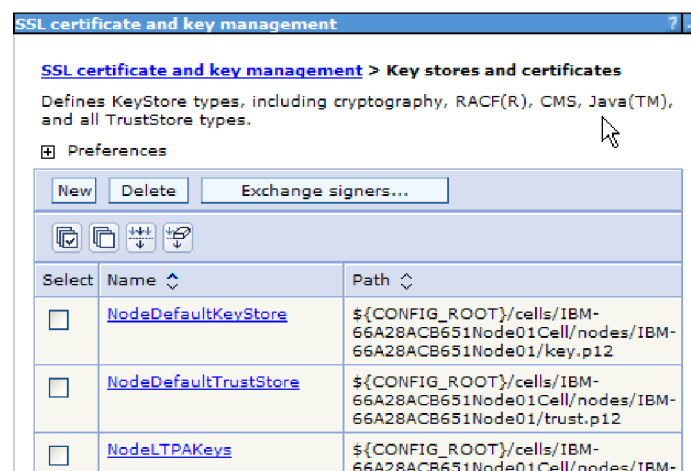 SSL certificate and key management ?
SSL certificate and key management > Key stores and certificates
Defines KeyStore types, including cryptography, RACF(R), CMS, Java(TM),
and all TrustStore types.
Preferences
New Delete Exchange signers...
Select Name Path
NodeDefaultKeyStore ${CONFIG_ROOT}/cells/IBM-
66A28ACB651Node01Cell/nodes/IBM-
66A28ACB651Node01/key.p12
NodeDefaultTrustStore ${CONFIG_ROOT}/cells/IBM-
66A28ACB651Node01Cell/nodes/IBM-
66A28ACB651Node01/trust.p12
NodeLTPAKeys ${CONFIG_ROOT}/cells/IBM-
66A28ACB651Node01Cell/nodes/IBM-